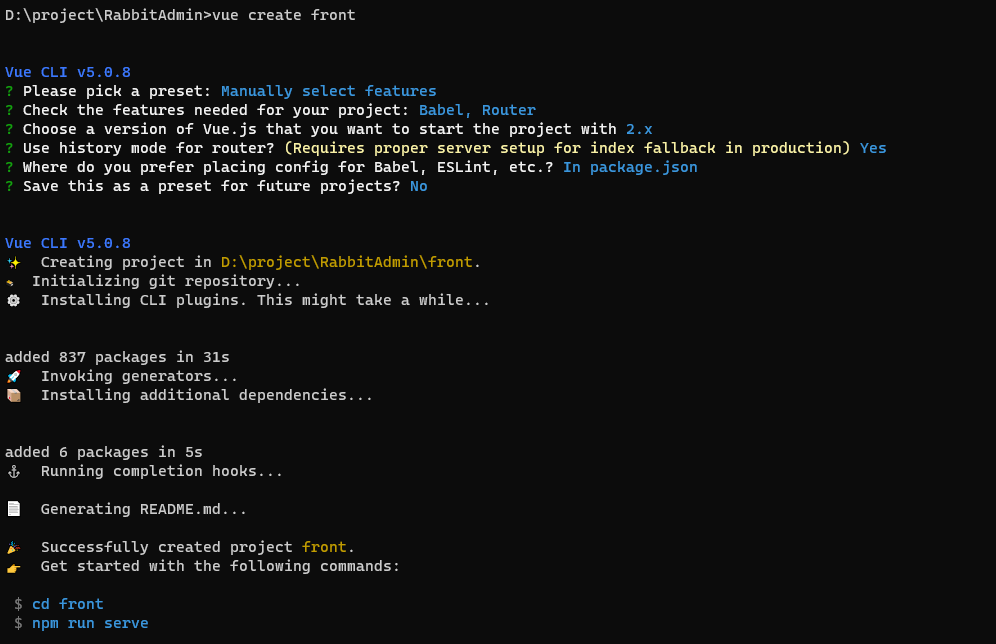 D:\project\RabbitAdmin>vue create front
Vue CLI v5.0.8
? Please pick a preset: Manually select features
? Check the features needed for your project: Babel, Router
? Choose a version of Vue.js that you want to start the project with 2.x
? Use history mode for router? (Requires proper server setup for index fallback in production) Yes
? Where do you prefer placing config for Babel, ESLint, etc.? In package.json
? Save this as a preset for future projects? No
Vue CLI v5.0.8
✨  Creating project in D:\project\RabbitAdmin\front.
Initializing git repository...
⚙️  Installing CLI plugins. This might take a while...
added 837 packages in 31s
🚀  Invoking generators...
📦  Installing additional dependencies...
added 6 packages in 5s
⚓  Running completion hooks...
📄  Generating README.md...
🎉  Successfully created project front.
👉  Get started with the following commands:
$ cd front
$ npm run serve